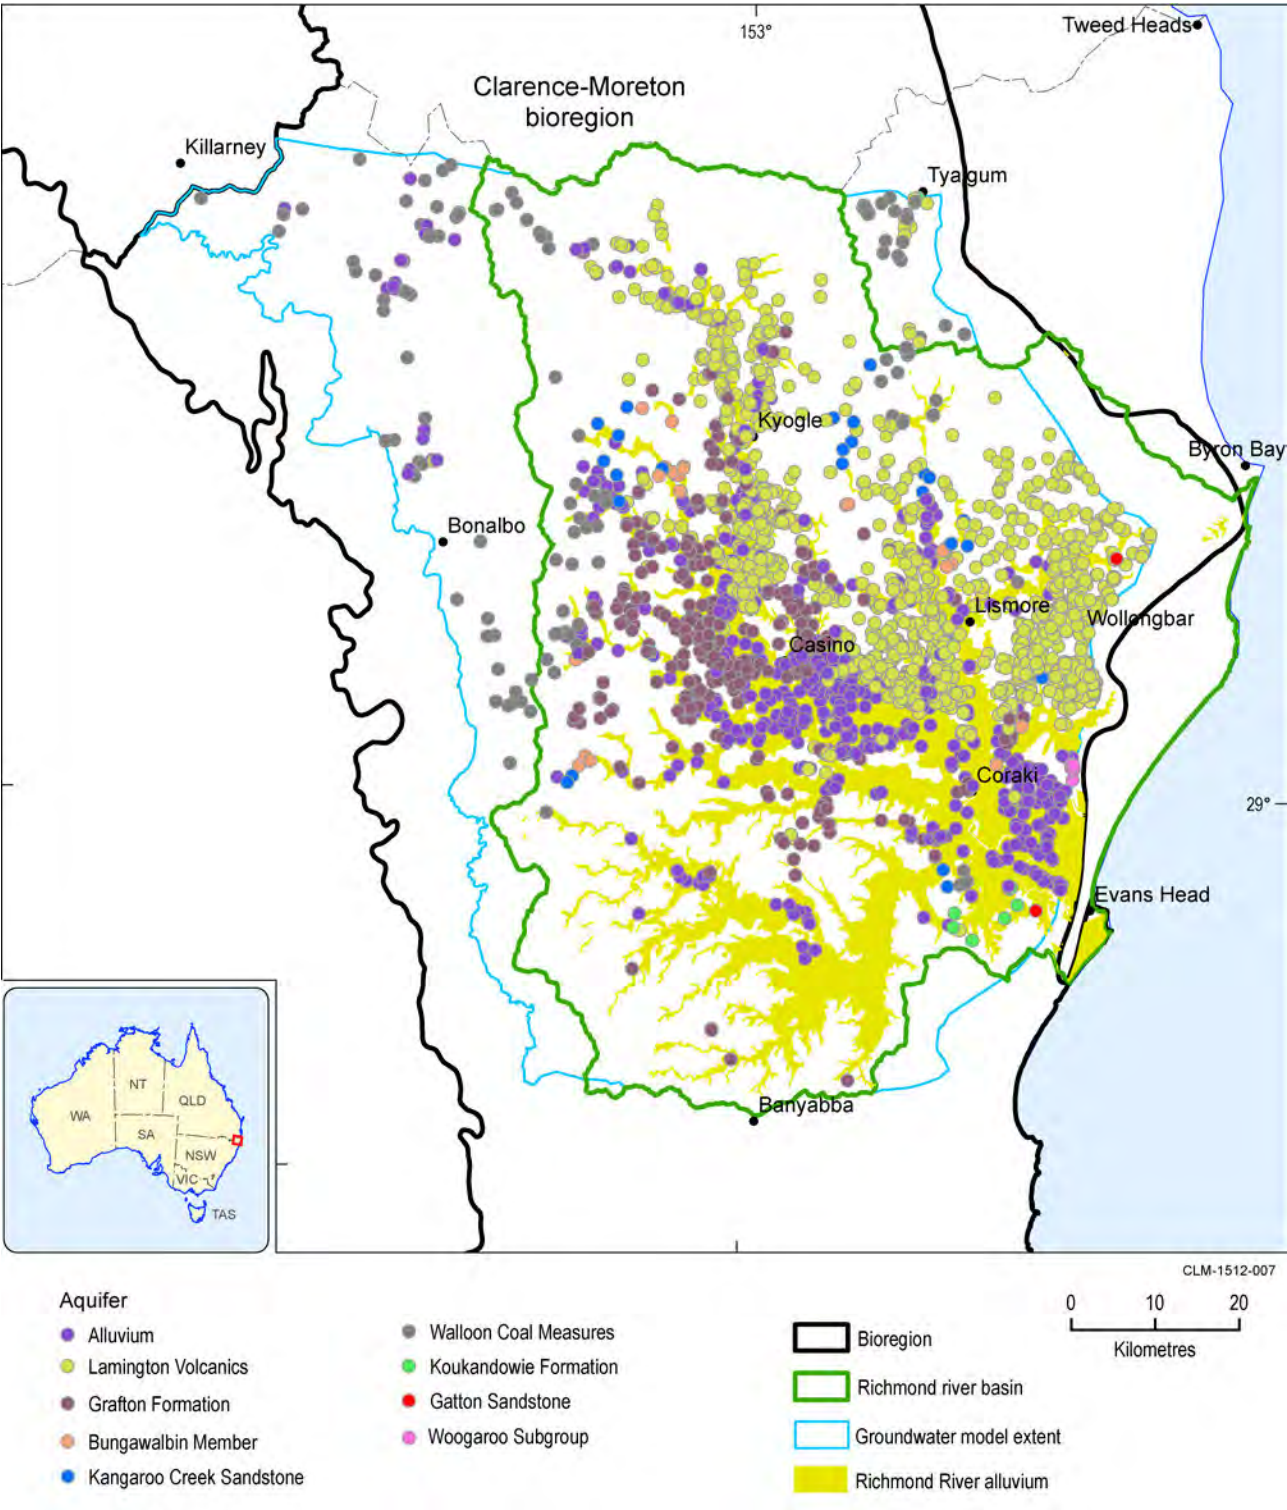 153°
Tweed Heads
Clarence-Moreton
bioregion
Killarney
Tyalgum
Kyogle
Byron Bay
Bonalbo
Lismore
Wollongbar
Casino
Coraki
29°
Evans Head
Banyabba
NT
QLD
WA
SA
NSW
VIC
TAS
CLM-1512-007
Aquifer
Alluvium
Lamington Volcanics
Grafton Formation
Bungawalbin Member
Kangaroo Creek Sandstone
Walloon Coal Measures
Koukandowie Formation
Gatton Sandstone
Woogaroo Subgroup
Bioregion
Richmond river basin
Groundwater model extent
Richmond River alluvium
0 10 20
Kilometres